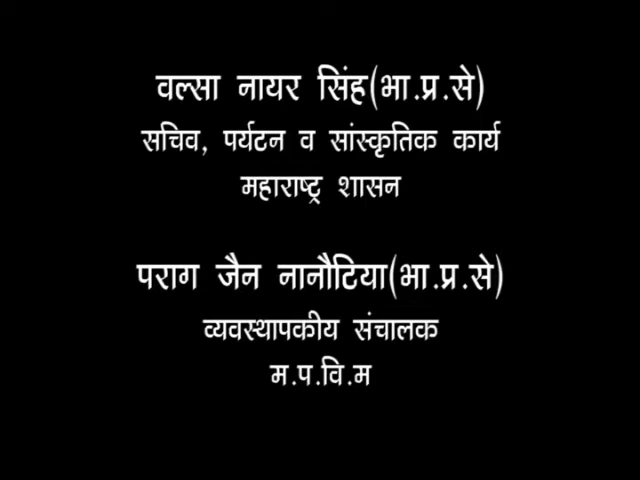 वल्सा नायर सिंह(भा.प्र.से)
सचिव, पर्यटन व सांस्कृतिक कार्य
महाराष्ट्र शासन
पराग जैन नानौटिया(भा.प्र.से)
व्यवस्थापकीय संचालक
म.प.वि.म